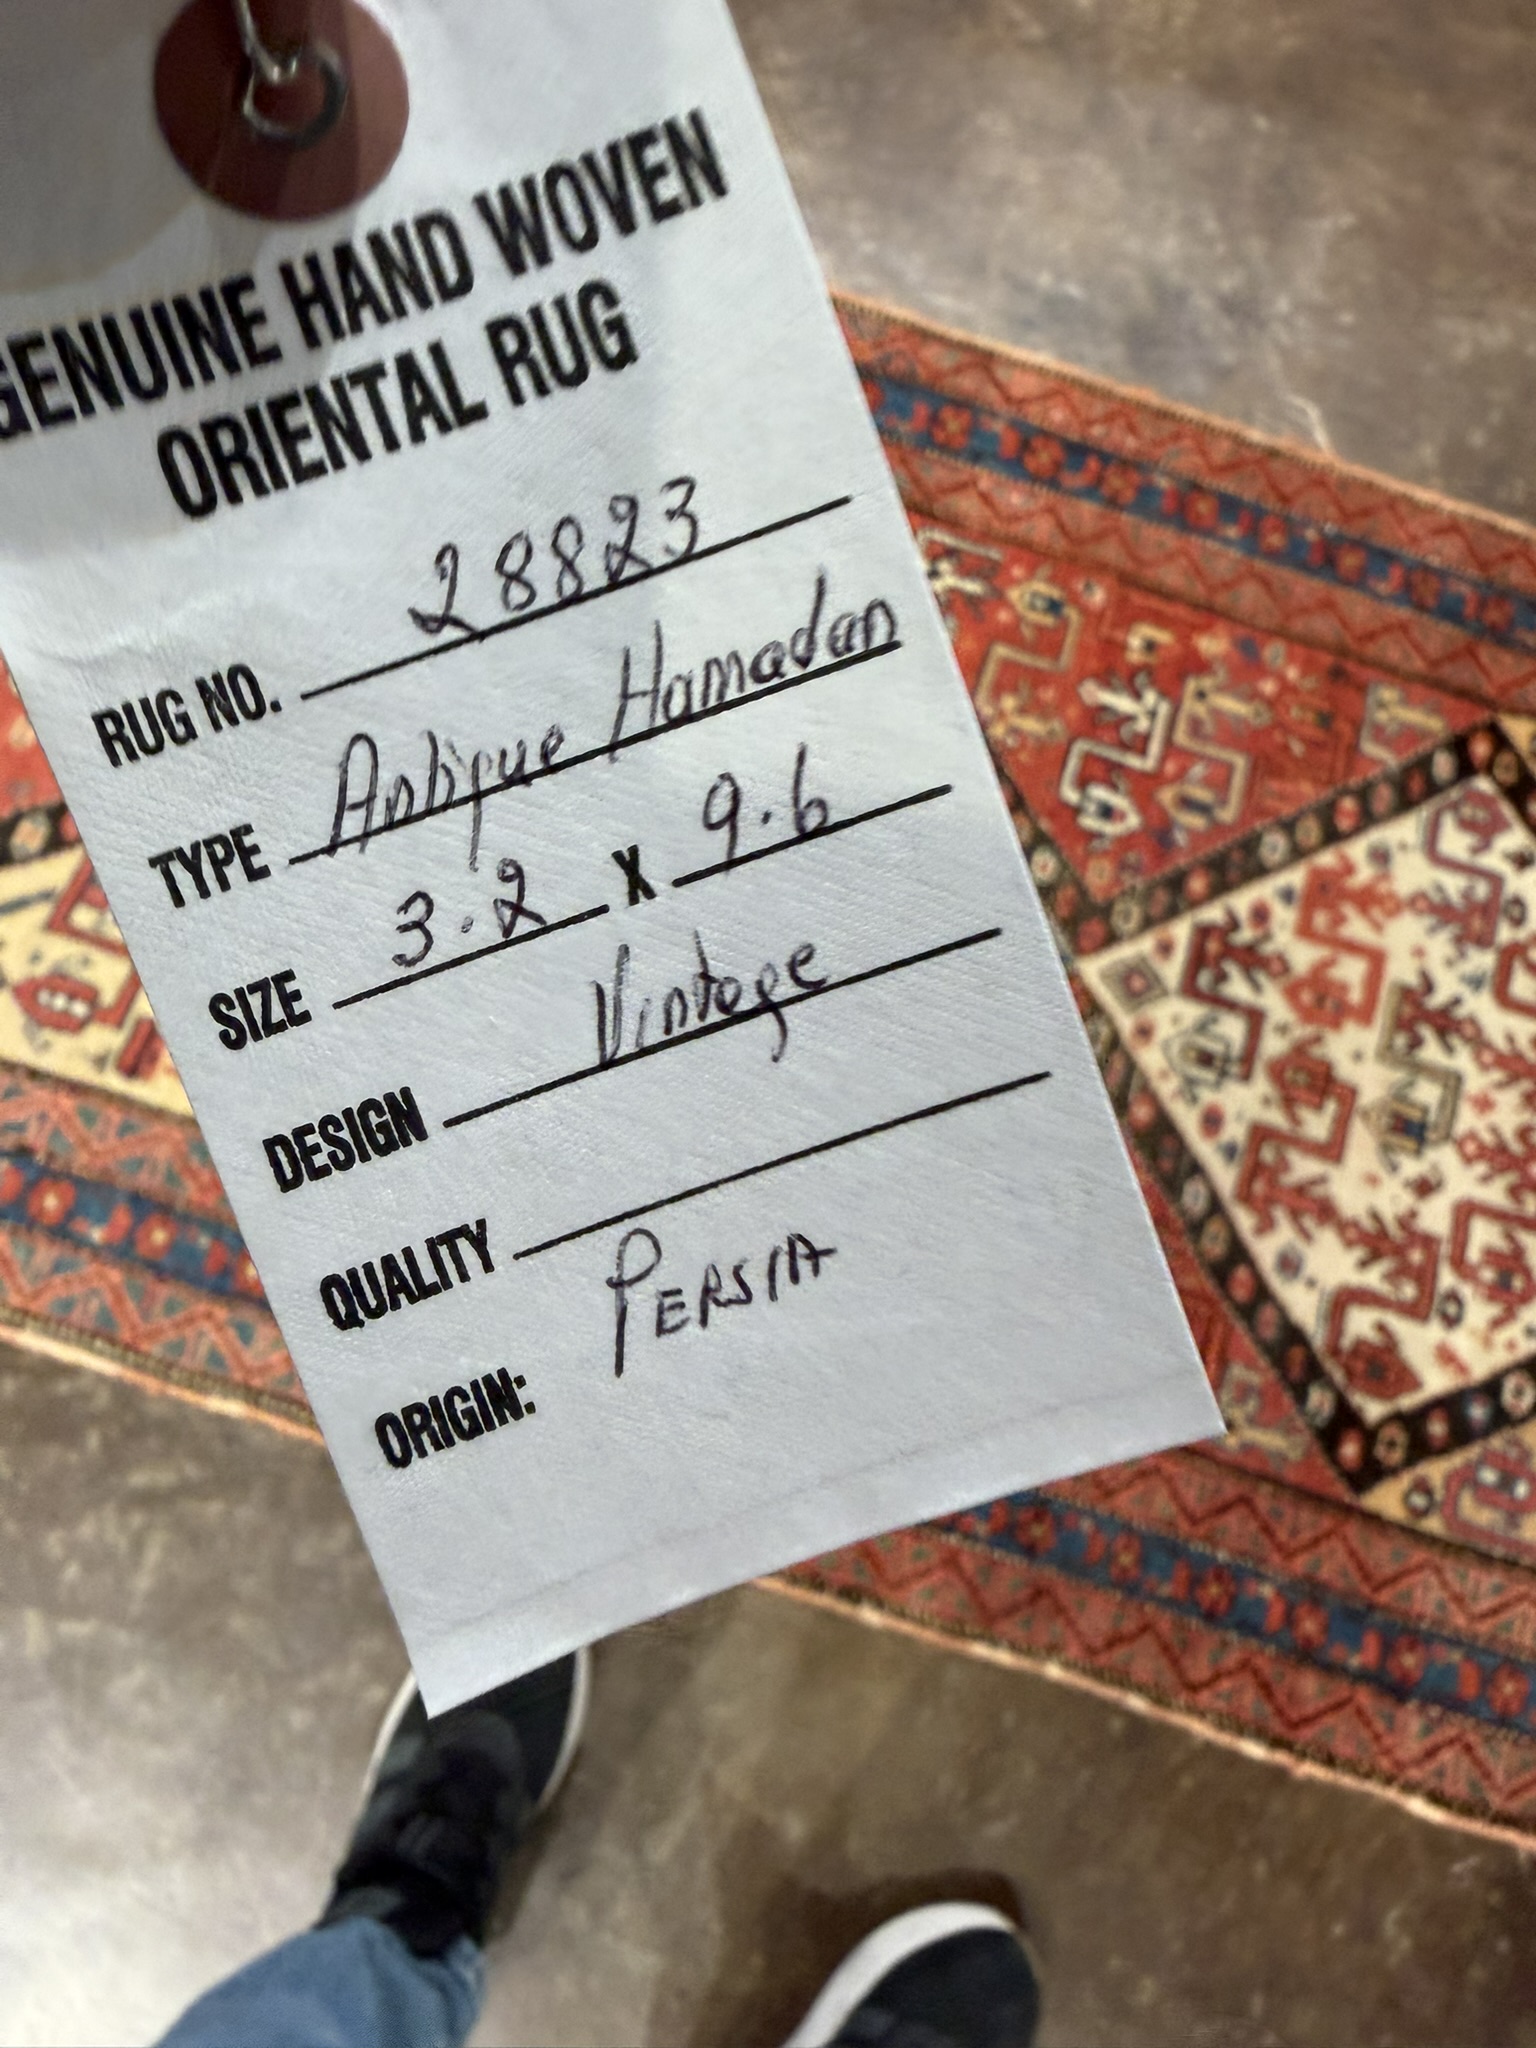 GENUINE HAND WOVEN
ORIENTAL RUG
RUG NO. 28823
TYPE Antique Hamadan
SIZE 3.2 X 9.6
DESIGN Vintage
QUALITY
ORIGIN: PERSIA